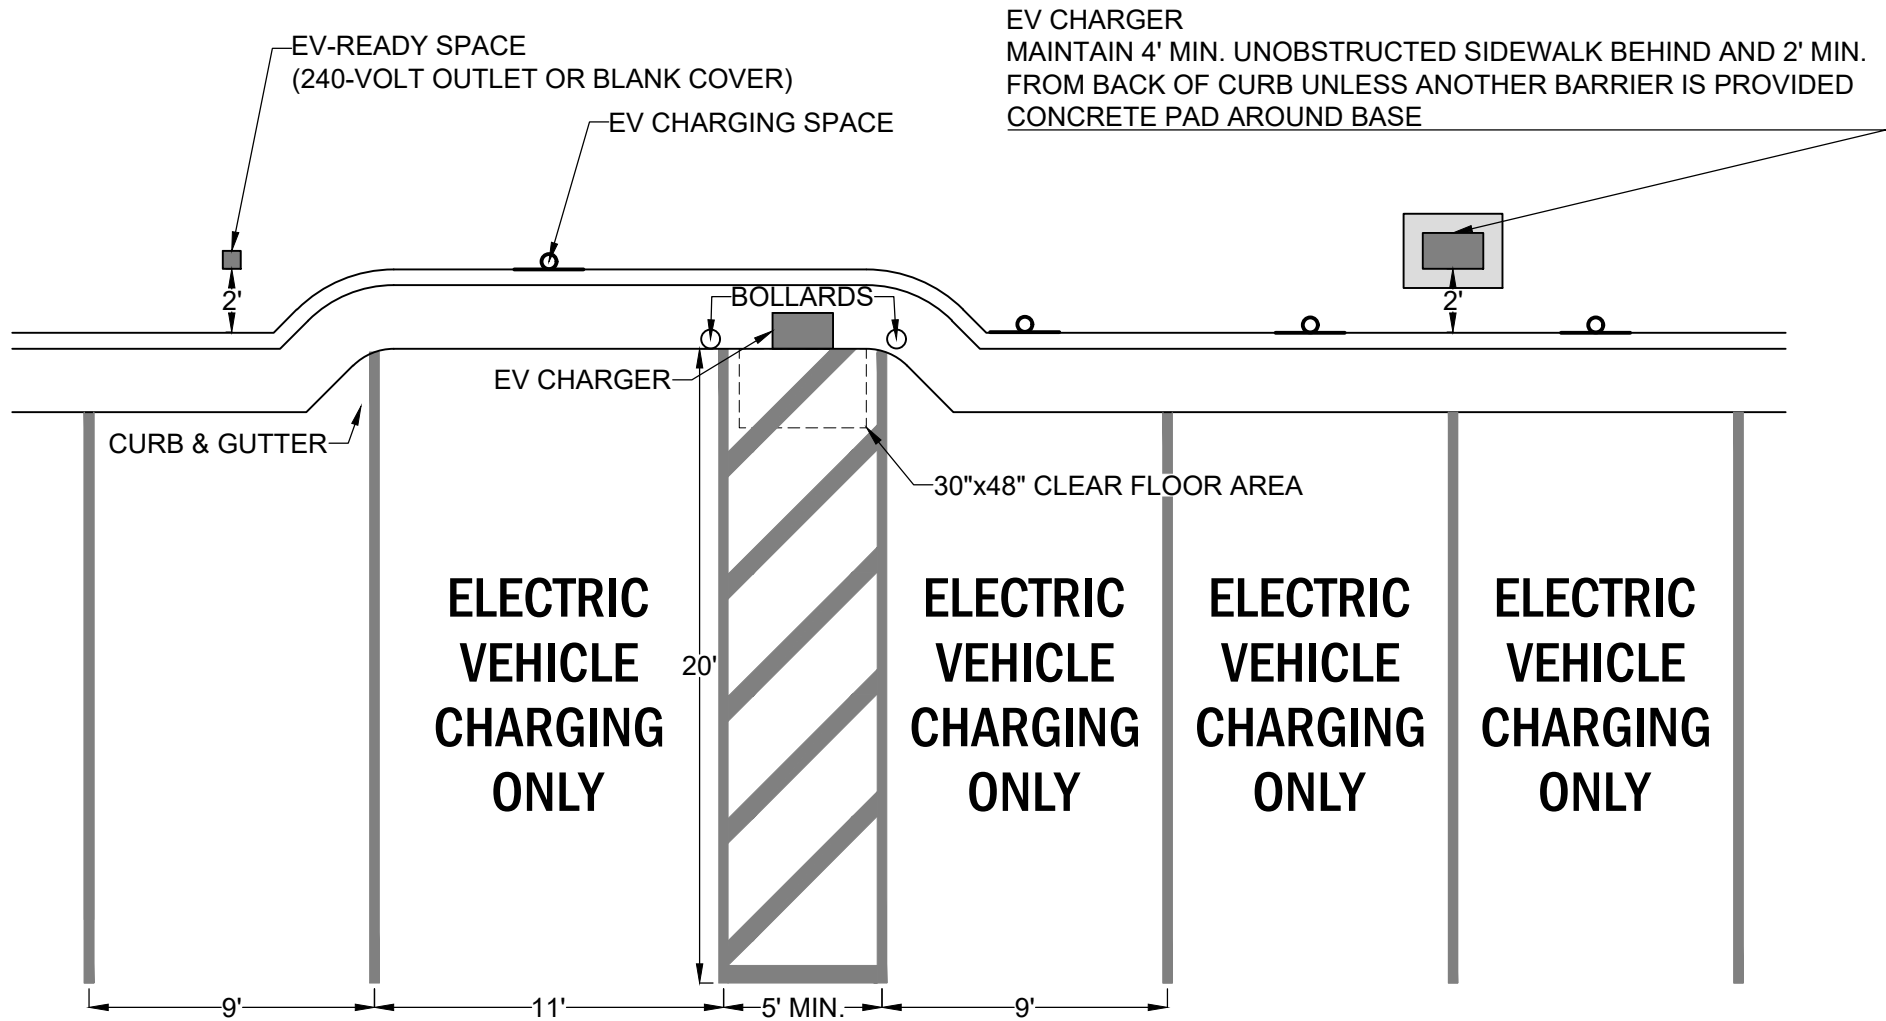 EV CHARGER
MAINTAIN 4' MIN. UNOBSTRUCTED SIDEWALK BEHIND AND 2' MIN.
FROM BACK OF CURB UNLESS ANOTHER BARRIER IS PROVIDED
CONCRETE PAD AROUND BASE
EV-READY SPACE
(240-VOLT OUTLET OR BLANK COVER)
EV CHARGING SPACE
2'
BOLLARDS
2'
EV CHARGER
CURB & GUTTER
30"x48" CLEAR FLOOR AREA
ELECTRIC
VEHICLE
CHARGING
ONLY
20'
ELECTRIC
VEHICLE
CHARGING
ONLY
ELECTRIC
VEHICLE
CHARGING
ONLY
ELECTRIC
VEHICLE
CHARGING
ONLY
9'
11'
5' MIN.
9'